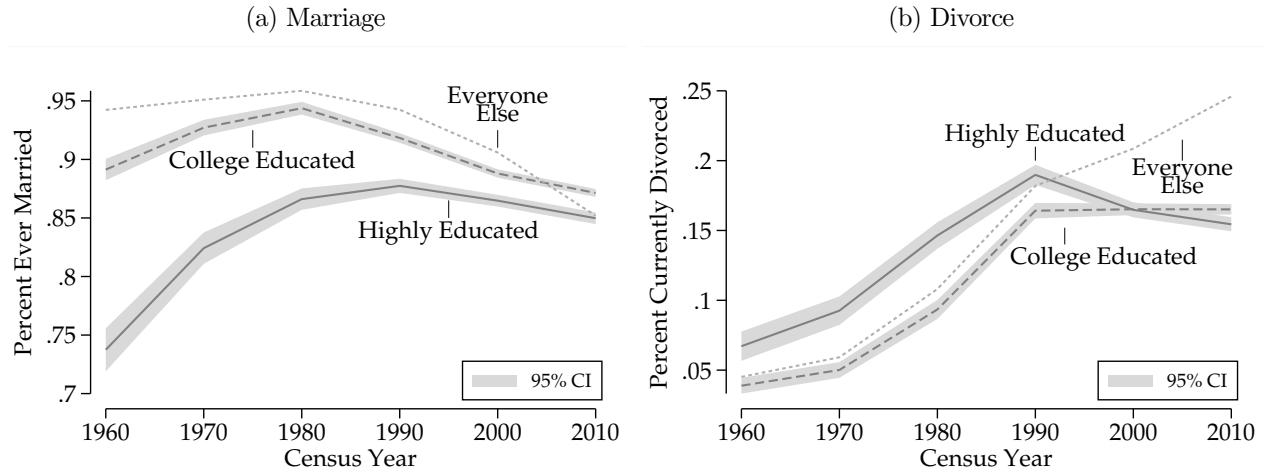 (a) Marriage
Percent Ever Married
.95
.9
.85
.8
.75
.7
Everyone
Else
College Educated
Highly Educated
95% CI
1960 1970 1980 1990 2000 2010
Census Year
(b) Divorce
Percent Currently Divorced
.25
.2
.15
.1
.05
Highly Educated
Everyone
Else
College Educated
95% CI
1960 1970 1980 1990 2000 2010
Census Year